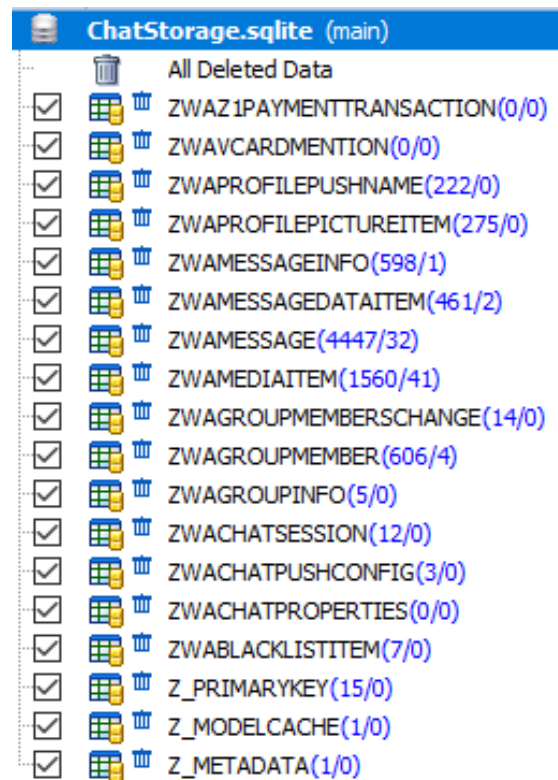 ChatStorage.sqlite (main)
All Deleted Data
ZWAZ1PAYMENTTRANSACTION(0/0)
ZWAVCARDMENTION(0/0)
ZWAPROFILEPUSHNAME(222/0)
ZWAPROFILEPICTUREITEM(275/0)
ZWAMESSAGEINFO(598/1)
ZWAMESSAGEDATAITEM(461/2)
ZWAMESSAGE(4447/32)
ZWAMEDIAITEM(1560/41)
ZWAGROUPMEMBERSCHANGE(14/0)
ZWAGROUPMEMBER(606/4)
ZWAGROUPINFO(5/0)
ZWACHATSESSION(12/0)
ZWACHATPUSHCONFIG(3/0)
ZWACHATPROPERTIES(0/0)
ZWABLACKLISTITEM(7/0)
Z_PRIMARYKEY(15/0)
Z_MODELCACHE(1/0)
Z_METADATA(1/0)